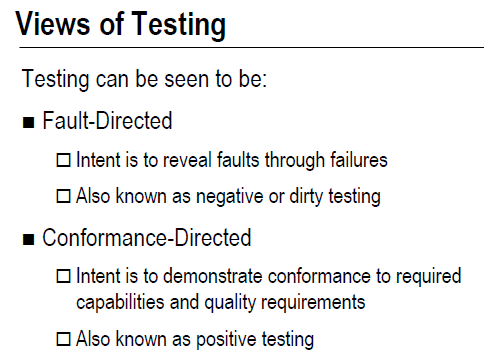 Views of Testing
Testing can be seen to be:
■ Fault-Directed
□ Intent is to reveal faults through failures
□ Also known as negative or dirty testing
■ Conformance-Directed
□ Intent is to demonstrate conformance to required
capabilities and quality requirements
□ Also known as positive testing